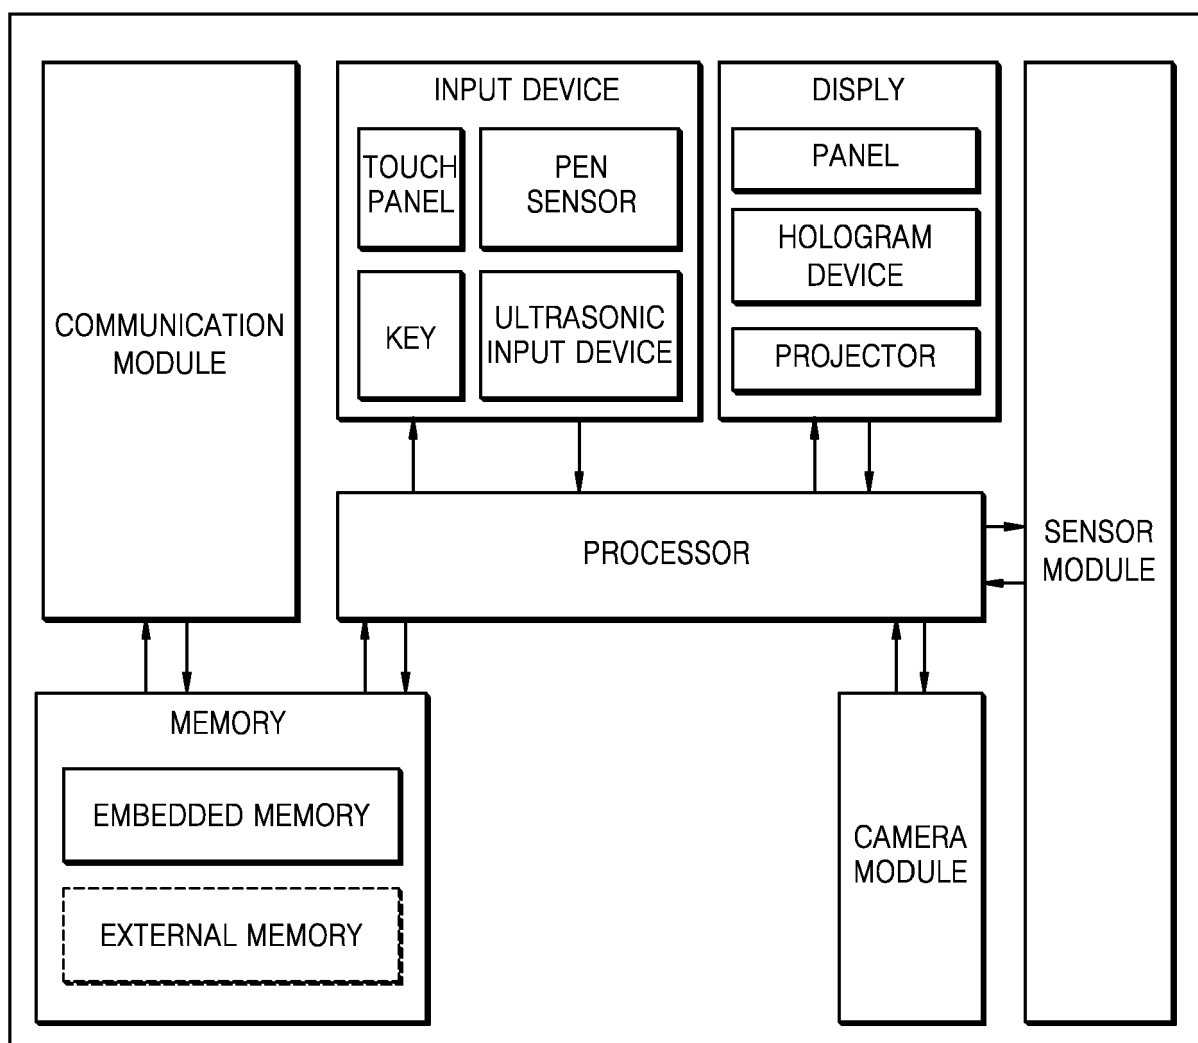 COMMUNICATION
MODULE
INPUT DEVICE
TOUCH
PANEL
PEN
SENSOR
KEY
ULTRASONIC
INPUT DEVICE
DISPLY
PANEL
HOLOGRAM
DEVICE
PROJECTOR
PROCESSOR
SENSOR
MODULE
MEMORY
EMBEDDED MEMORY
EXTERNAL MEMORY
CAMERA
MODULE